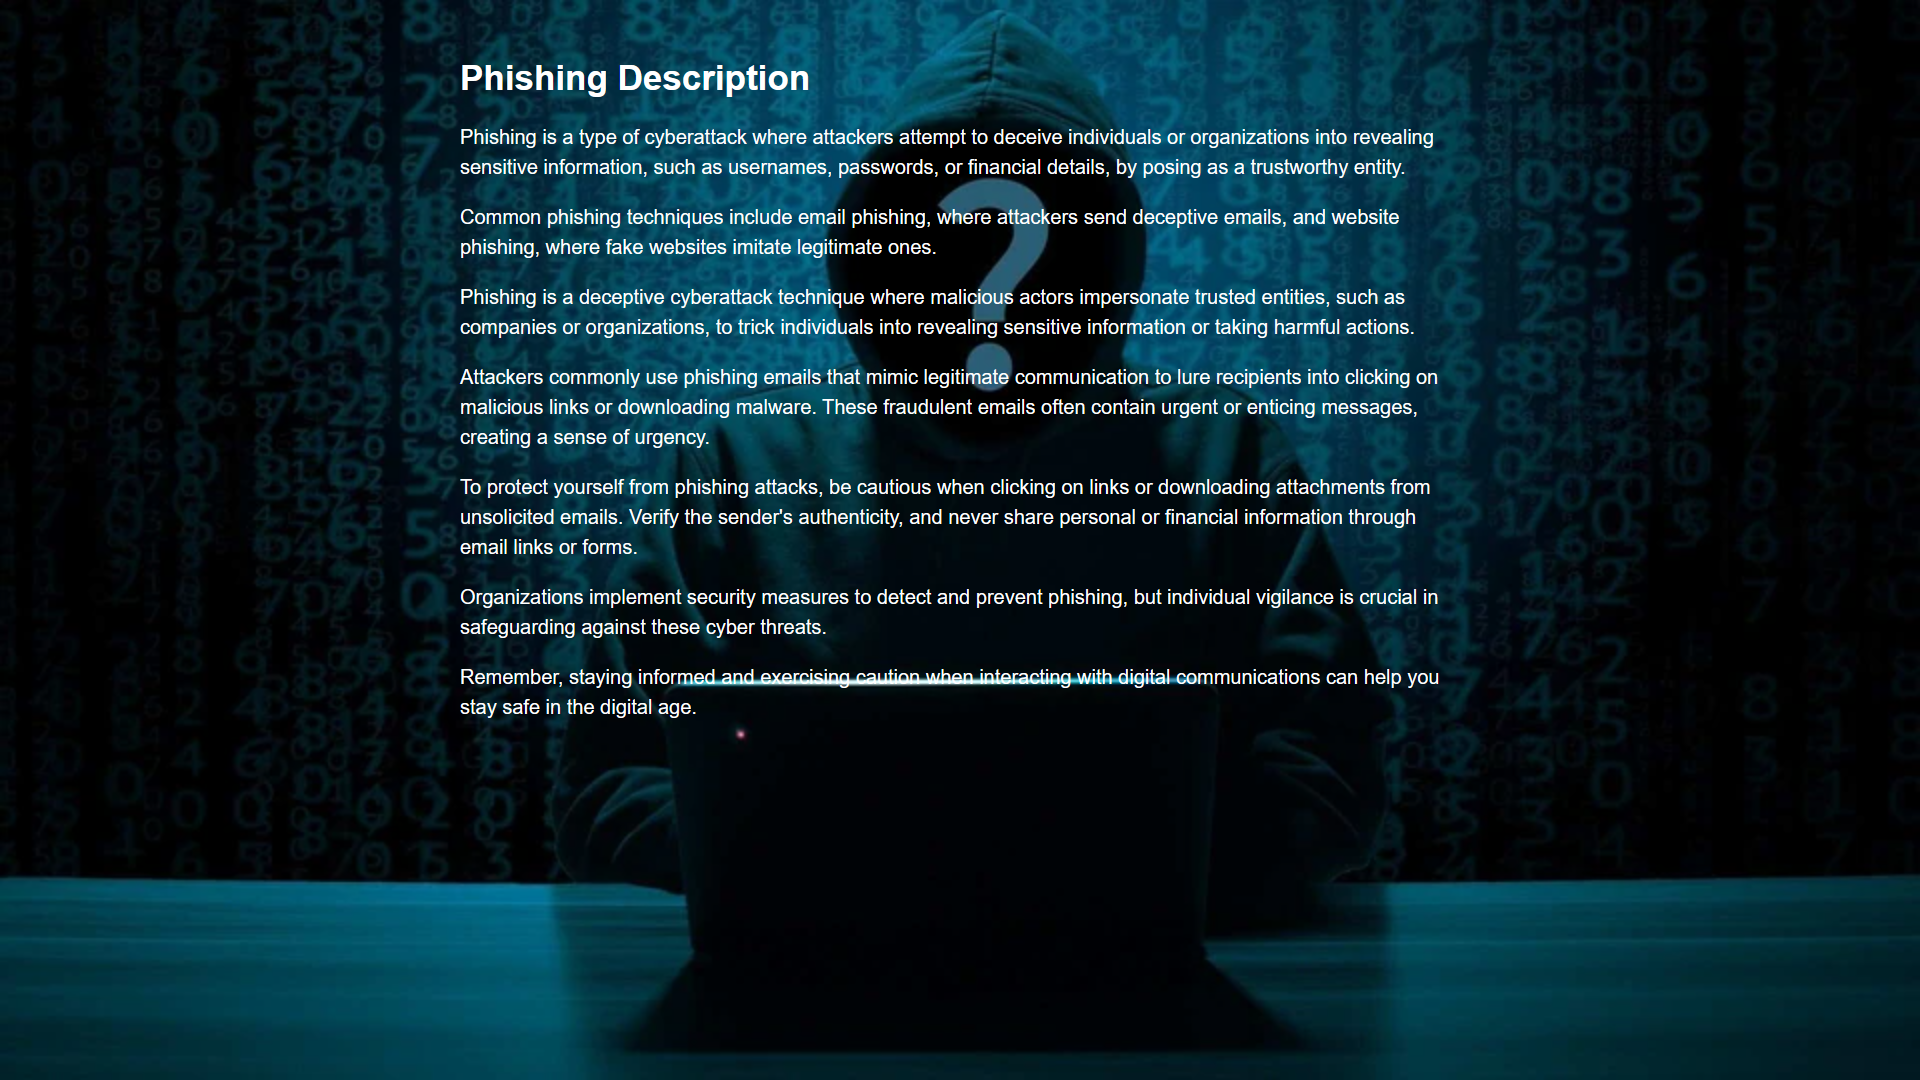 Phishing Description
Phishing is a type of cyberattack where attackers attempt to deceive individuals or organizations into revealing
sensitive information, such as usernames, passwords, or financial details, by posing as a trustworthy entity.
Common phishing techniques include email phishing, where attackers send deceptive emails, and website
phishing, where fake websites imitate legitimate ones.
Phishing is a deceptive cyberattack technique where malicious actors impersonate trusted entities, such as
companies or organizations, to trick individuals into revealing sensitive information or taking harmful actions.
Attackers commonly use phishing emails that mimic legitimate communication to lure recipients into clicking on
malicious links or downloading malware. These fraudulent emails often contain urgent or enticing messages,
creating a sense of urgency.
To protect yourself from phishing attacks, be cautious when clicking on links or downloading attachments from
unsolicited emails. Verify the sender's authenticity, and never share personal or financial information through
email links or forms.
Organizations implement security measures to detect and prevent phishing, but individual vigilance is crucial in
safeguarding against these cyber threats.
Remember, staying informed and exercising caution when interacting with digital communications can help you
stay safe in the digital age.